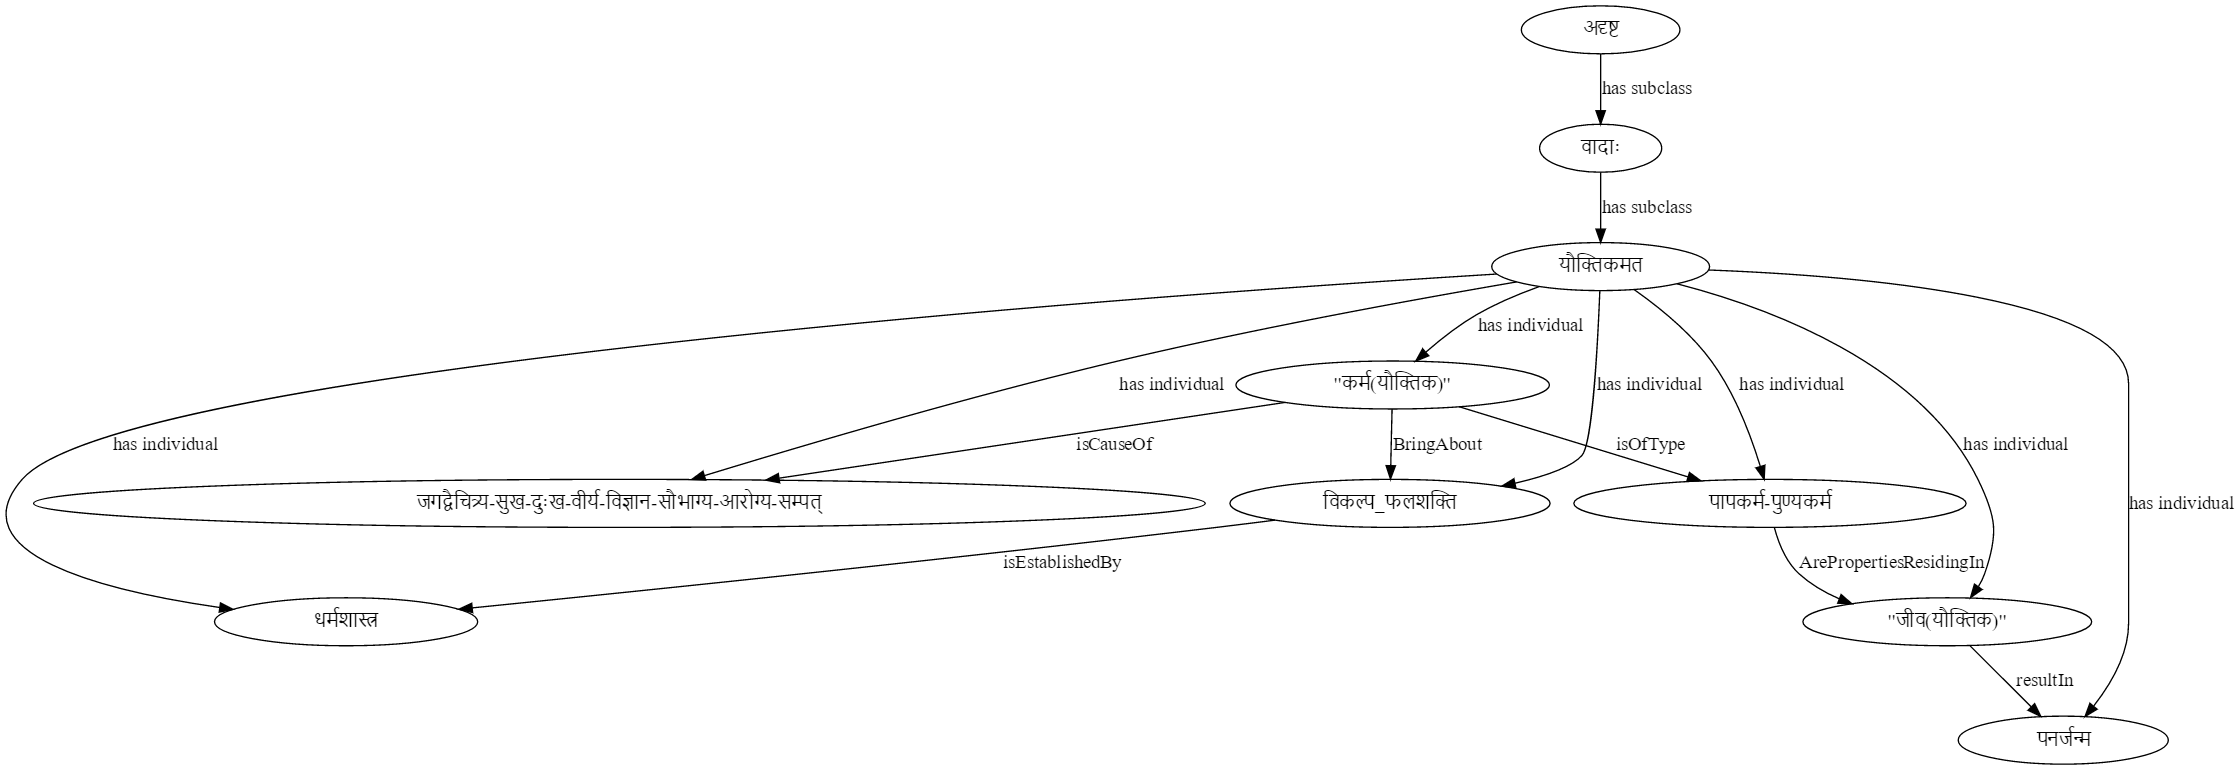 अदृष्ट
has subclass
वादाः
has subclass
यौक्तिकमत
has individual
"कर्म(यौक्तिक)"
has individual
has individual
has individual
has individual
isCauseOf
BringAbout
isOfType
has individual
has individual
जगद्वैचित्र्य-सुख-दुःख-वीर्य-विज्ञान-सौभाग्य-आरोग्य-सम्पत्
विकल्प_फलशक्ति
पापकर्म-पुण्यकर्म
isEstablishedBy
ArePropertiesResidingIn
धर्मशास्त्र
"जीव(यौक्तिक)"
resultIn
पनर्जन्म